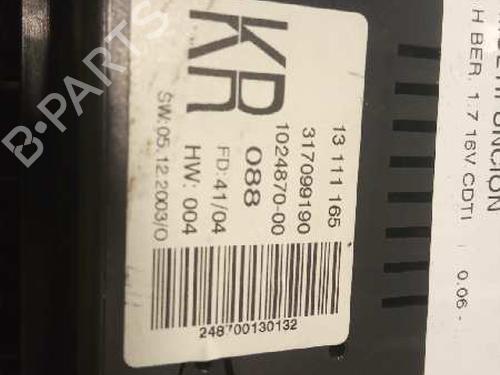 KR
13 111 165
317099190
1024870-00
088
FD: 41/04
HW: 004
SW:05.12.2003/O
248700130132
H BER. 1.7 16V CDTI
0.06 -
B-PARTS